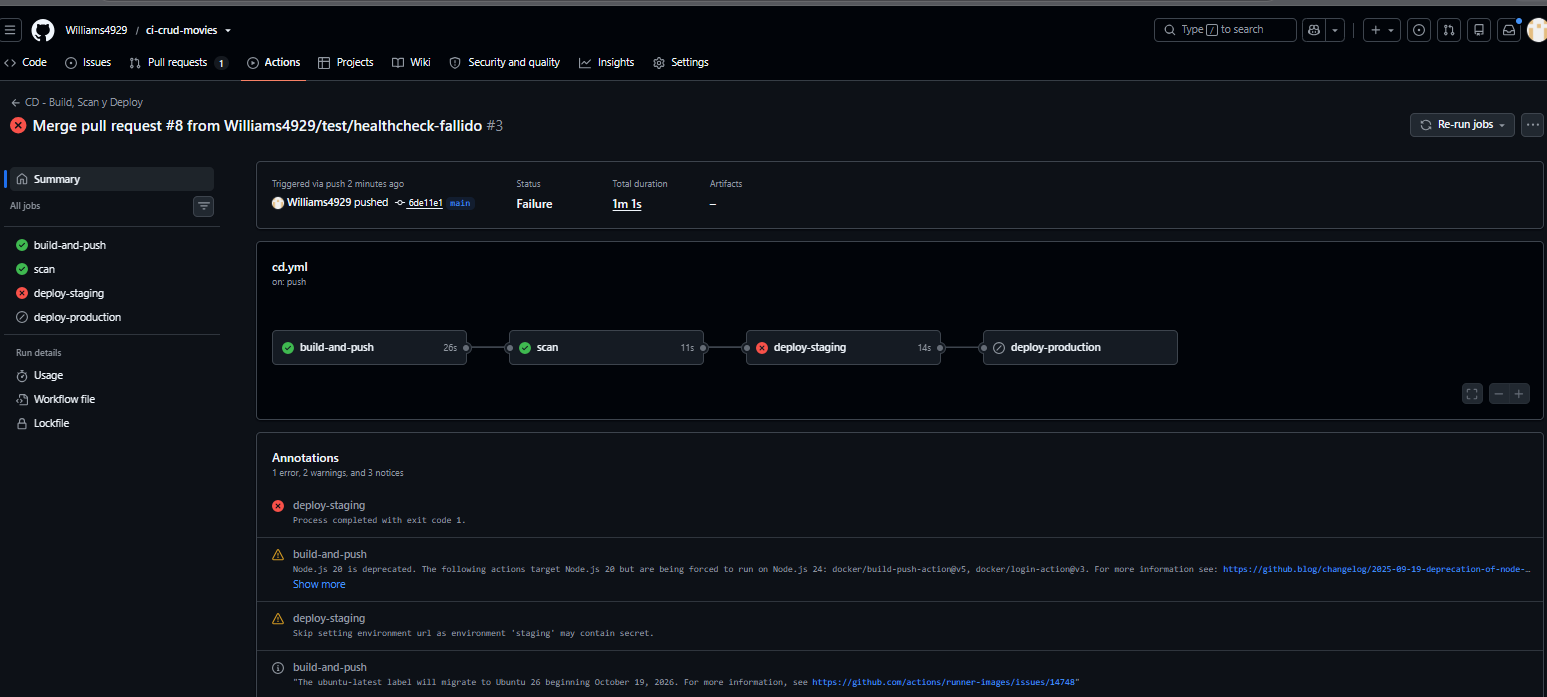 Williams4929 / ci-crud-movies
Type / to search
Code Issues Pull requests 1 Actions Projects Wiki Security and quality Insights Settings
CD - Build, Scan y Deploy
Merge pull request #8 from Williams4929/test/healthcheck-fallido #3
Re-run jobs
Summary
All jobs
build-and-push
scan
deploy-staging
deploy-production
Run details
Usage
Workflow file
Lockfile
Triggered via push 2 minutes ago
Williams4929 pushed 6de11e1 main
Status
Failure
Total duration
1m 1s
Artifacts
–
cd.yml
on: push
build-and-push 26s
scan 11s
deploy-staging 14s
deploy-production
Annotations
1 error, 2 warnings, and 3 notices
deploy-staging
Process completed with exit code 1.
build-and-push
Node.js 20 is deprecated. The following actions target Node.js 20 but are being forced to run on Node.js 24: docker/build-push-action@v5, docker/login-action@v3. For more information see: https://github.blog/changelog/2025-09-19-deprecation-of-node-…
Show more
deploy-staging
Skip setting environment url as environment 'staging' may contain secret.
build-and-push
"The ubuntu-latest label will migrate to Ubuntu 26 beginning October 19, 2026. For more information, see https://github.com/actions/runner-images/issues/14748"